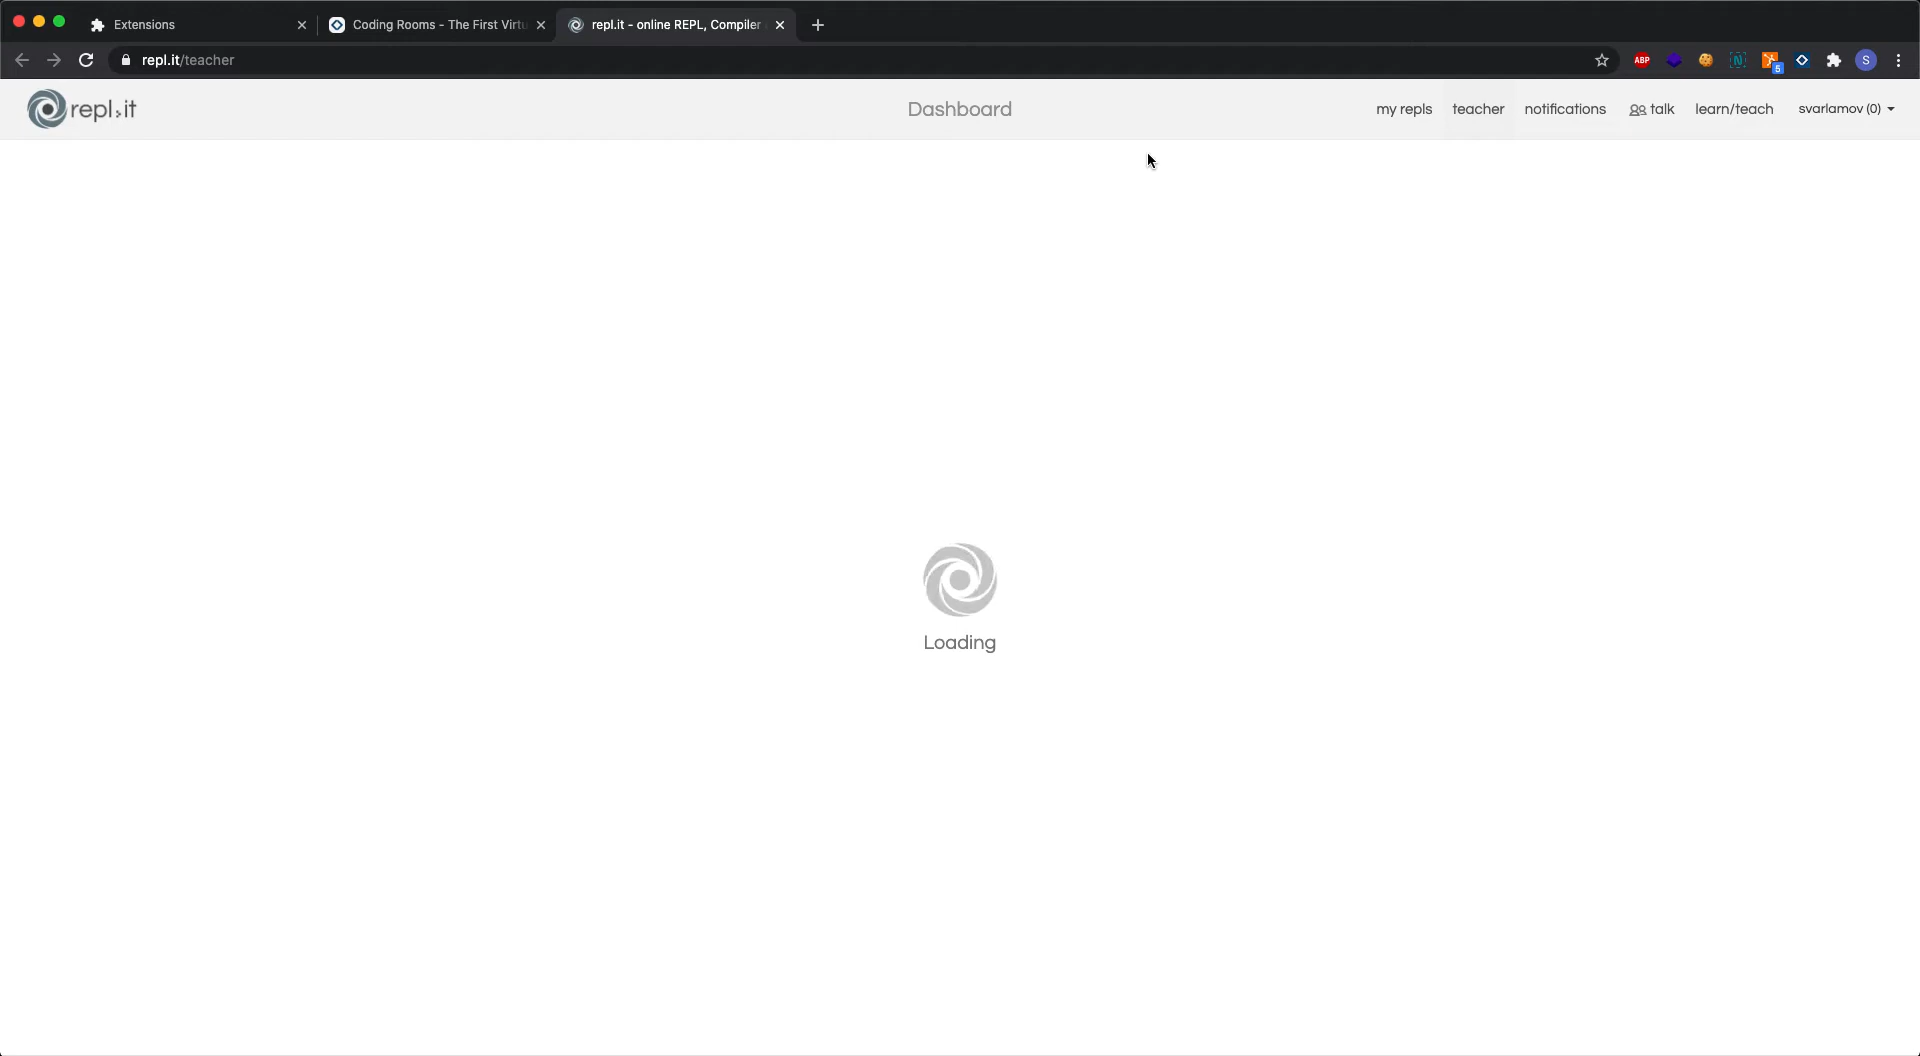 Extensions
Coding Rooms - The First Virtu
repl.it - online REPL, Compiler
repl.it/teacher
ABP
N
5
S
repl.it
Dashboard
my repls
teacher
notifications
talk
learn/teach
svarlamov (0)
Loading